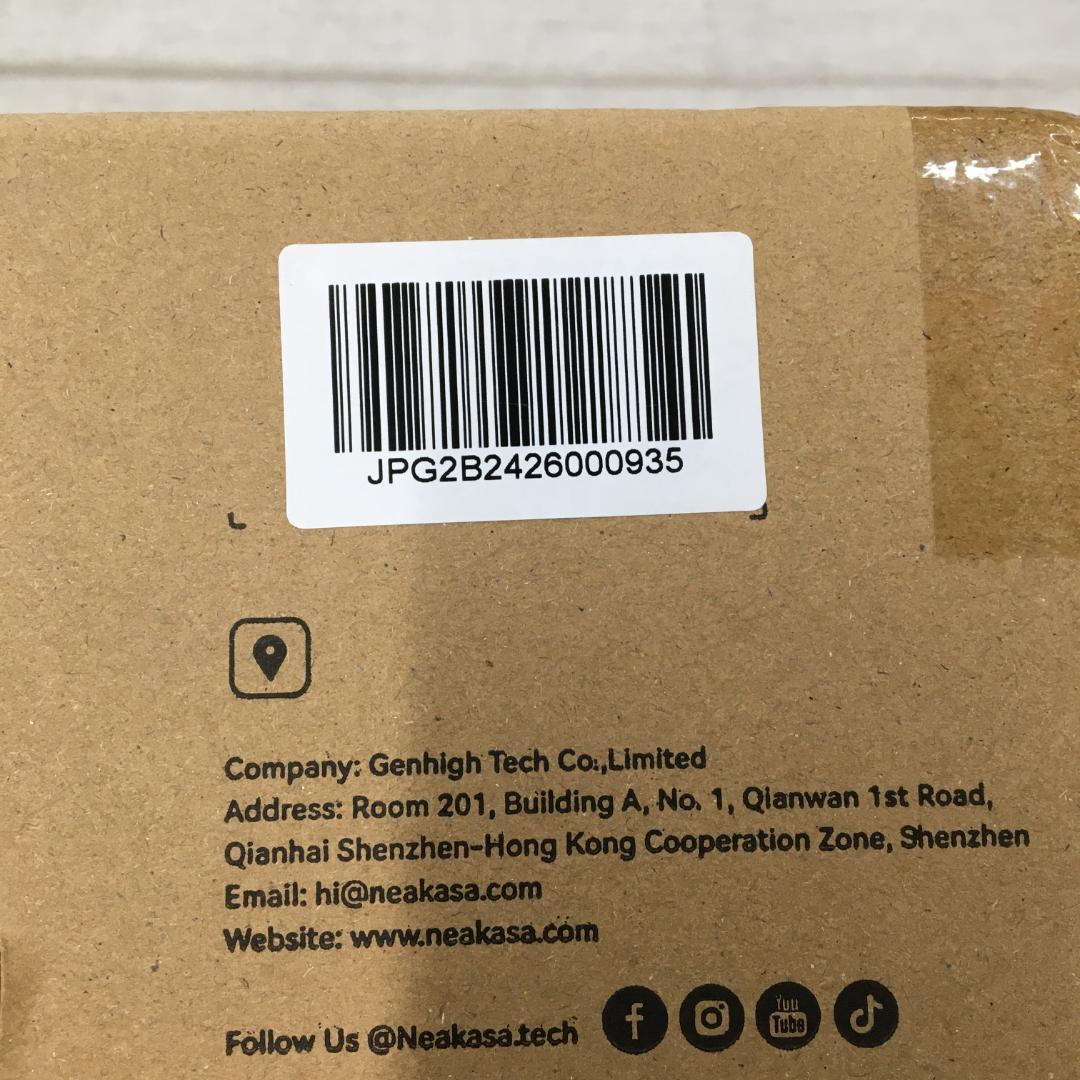 JPG2B2426000935
Company: Genhigh Tech Co.,Limited
Address: Room 201, Building A, No. 1, Qianwan 1st Road,
Qianhai Shenzhen-Hong Kong Cooperation Zone, Shenzhen
Email: hi@neakasa.com
Website: www.neakasa.com
Follow Us @Neakasa.tech
You
Tube